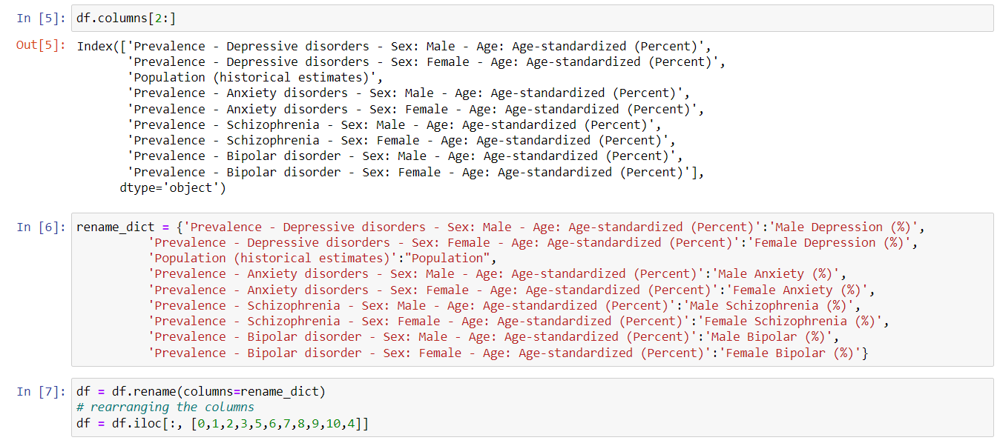 In [5]: df.columns[2:]
Out[5]: Index(['Prevalence - Depressive disorders - Sex: Male - Age: Age-standardized (Percent)',
'Prevalence - Depressive disorders - Sex: Female - Age: Age-standardized (Percent)',
'Population (historical estimates)',
'Prevalence - Anxiety disorders - Sex: Male - Age: Age-standardized (Percent)',
'Prevalence - Anxiety disorders - Sex: Female - Age: Age-standardized (Percent)',
'Prevalence - Schizophrenia - Sex: Male - Age: Age-standardized (Percent)',
'Prevalence - Schizophrenia - Sex: Female - Age: Age-standardized (Percent)',
'Prevalence - Bipolar disorder - Sex: Male - Age: Age-standardized (Percent)',
'Prevalence - Bipolar disorder - Sex: Female - Age: Age-standardized (Percent)'],
dtype='object')
In [6]: rename_dict = {'Prevalence - Depressive disorders - Sex: Male - Age: Age-standardized (Percent)':'Male Depression (%)',
'Prevalence - Depressive disorders - Sex: Female - Age: Age-standardized (Percent)':'Female Depression (%)',
'Population (historical estimates)':"Population",
'Prevalence - Anxiety disorders - Sex: Male - Age: Age-standardized (Percent)':'Male Anxiety (%)',
'Prevalence - Anxiety disorders - Sex: Female - Age: Age-standardized (Percent)':'Female Anxiety (%)',
'Prevalence - Schizophrenia - Sex: Male - Age: Age-standardized (Percent)':'Male Schizophrenia (%)',
'Prevalence - Schizophrenia - Sex: Female - Age: Age-standardized (Percent)':'Female Schizophrenia (%)',
'Prevalence - Bipolar disorder - Sex: Male - Age: Age-standardized (Percent)':'Male Bipolar (%)',
'Prevalence - Bipolar disorder - Sex: Female - Age: Age-standardized (Percent)':'Female Bipolar (%)'}
In [7]: df = df.rename(columns=rename_dict)
# rearranging the columns
df = df.iloc[:, [0,1,2,3,5,6,7,8,9,10,4]]